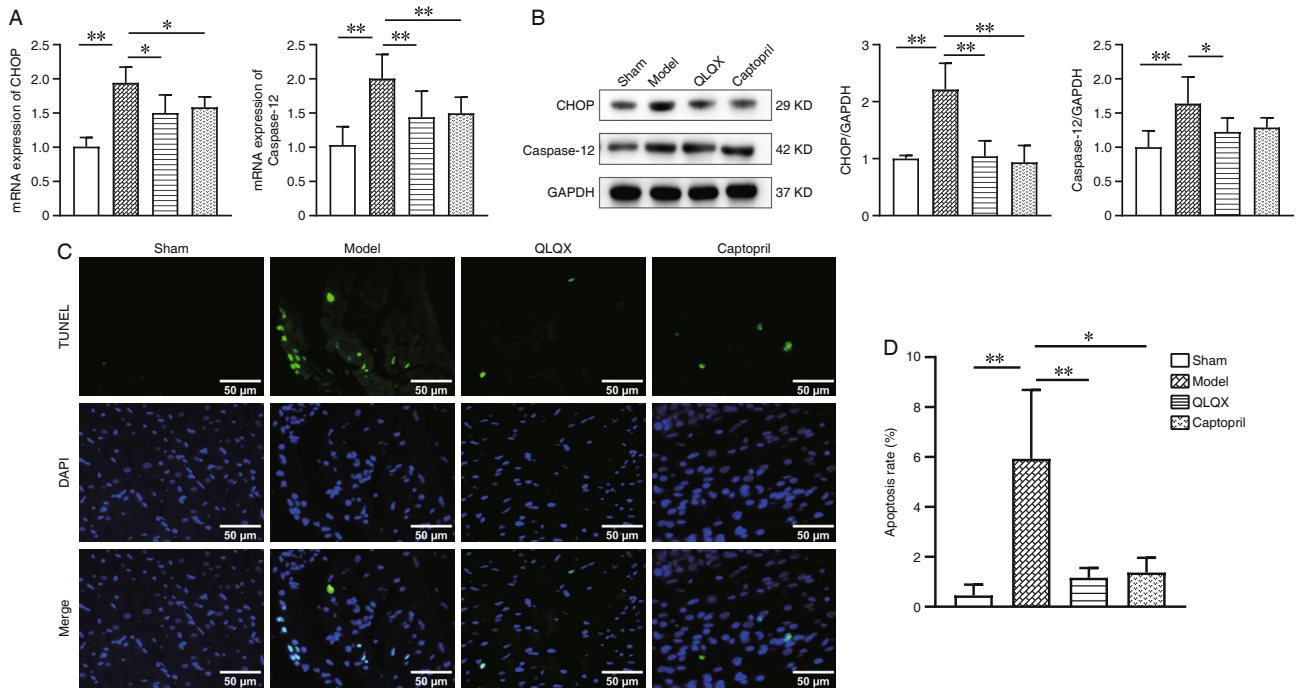 A
mRNA expression of CHOP
2.5
2.0
1.5
1.0
0.5
0
**
*
*
mRNA expression of
Caspase-12
2.5
2.0
1.5
1.0
0.5
0
**
**
**
B
Sham
Model
QLQX
Captopril
CHOP
29 KD
Caspase-12
42 KD
GAPDH
37 KD
CHOP/GAPDH
3
2
1
0
**
**
**
Caspase-12/GAPDH
2.5
2.0
1.5
1.0
0.5
0
**
*
C
Sham
Model
QLQX
Captopril
TUNEL
50 μm
50 μm
50 μm
50 μm
DAPI
50 μm
50 μm
50 μm
50 μm
Merge
50 μm
50 μm
50 μm
50 μm
D
Apoptosis rate (%)
10
8
6
4
2
0
**
**
*
Sham
Model
QLQX
Captopril